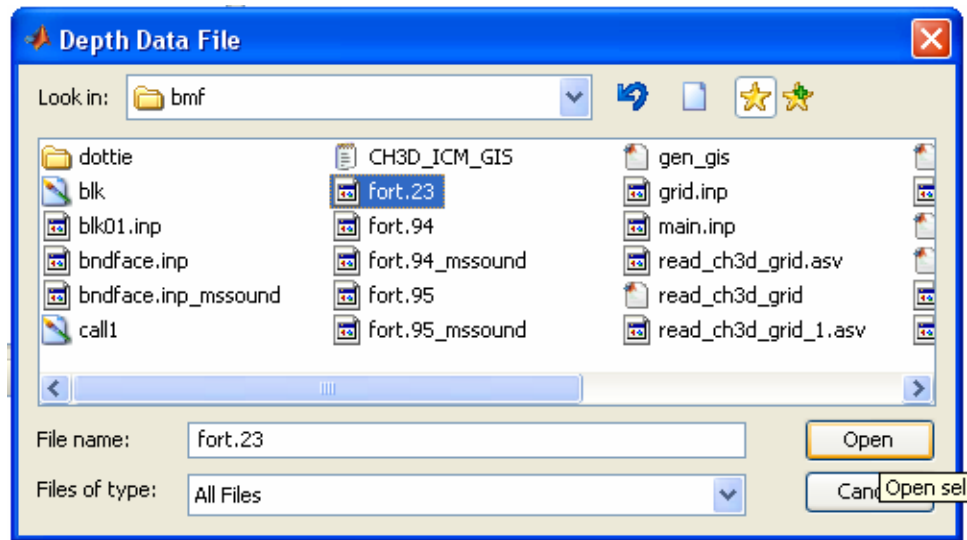 Depth Data File
Look in: bmf
dottie CH3D_ICM_GIS gen_gis
blk fort.23 grid.inp
blk01.inp fort.94 main.inp
bndface.inp fort.94_mssound read_ch3d_grid.asv
bndface.inp_mssound fort.95 read_ch3d_grid
call1 fort.95_mssound read_ch3d_grid_1.asv
File name: fort.23 Open
Files of type: All Files Can
Open sel